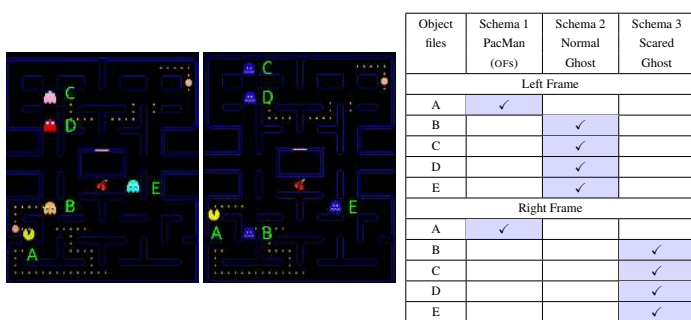 C
D
E
B
A
C
D
E
A
B
Object Schema 1 Schema 2 Schema 3
files PacMan Normal Scared
(OFs) Ghost Ghost
Left Frame
A ✓
B ✓
C ✓
D ✓
E ✓
Right Frame
A ✓
B ✓
C ✓
D ✓
E ✓